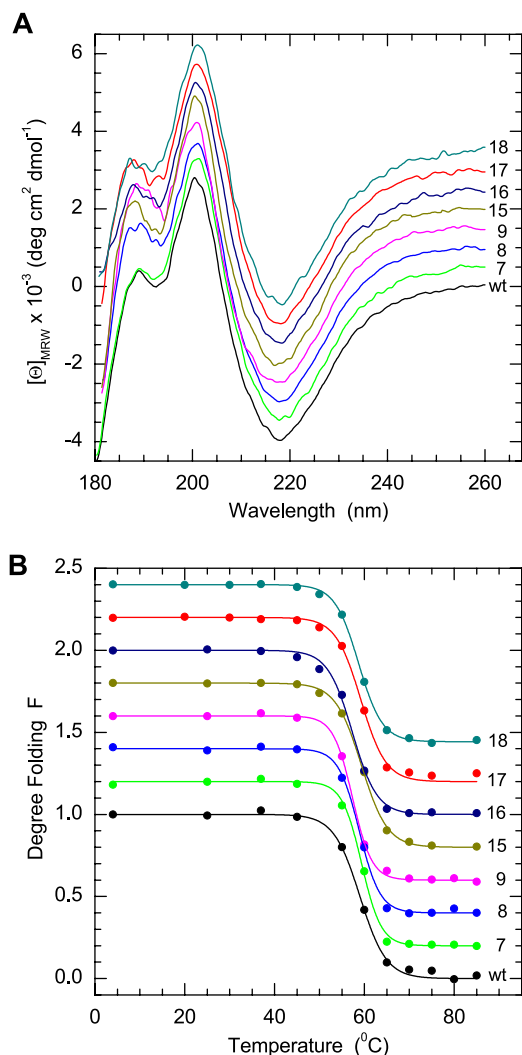 A
6
4
2
0
-2
-4
[Θ]MRW x 10⁻³ (deg cm² dmol⁻¹)
18
17
16
15
9
8
7
wt
180 200 220 240 260
Wavelength (nm)
B
2.5
2.0
1.5
1.0
0.5
0.0
Degree Folding F
18
17
16
15
9
8
7
wt
0 20 40 60 80
Temperature (⁰C)